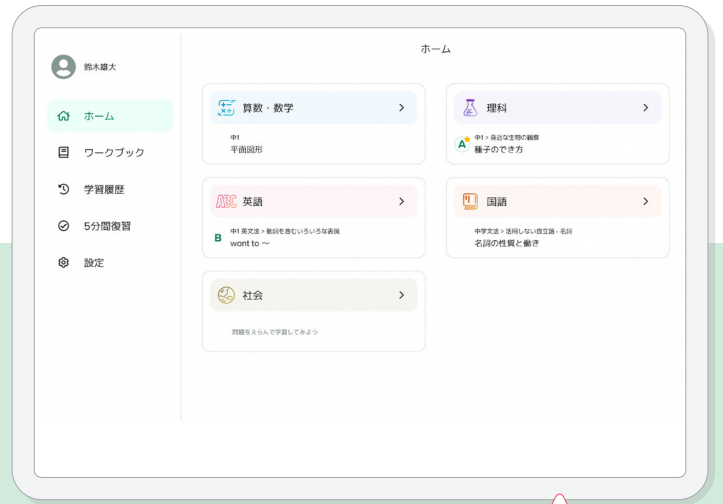 鈴木雄大
ホーム
ワークブック
学習履歴
5分間復習
設定
ホーム
算数・数学
中1
平面図形
理科
A
中1 > 身近な生物の観察
種子のでき方
ABC 英語
B
中1 英文法 > 動詞を含むいろいろな表現
want to ～
国語
中学文法 > 活用しない自立語 - 名詞
名詞の性質と働き
社会
問題をえらんで学習してみよう